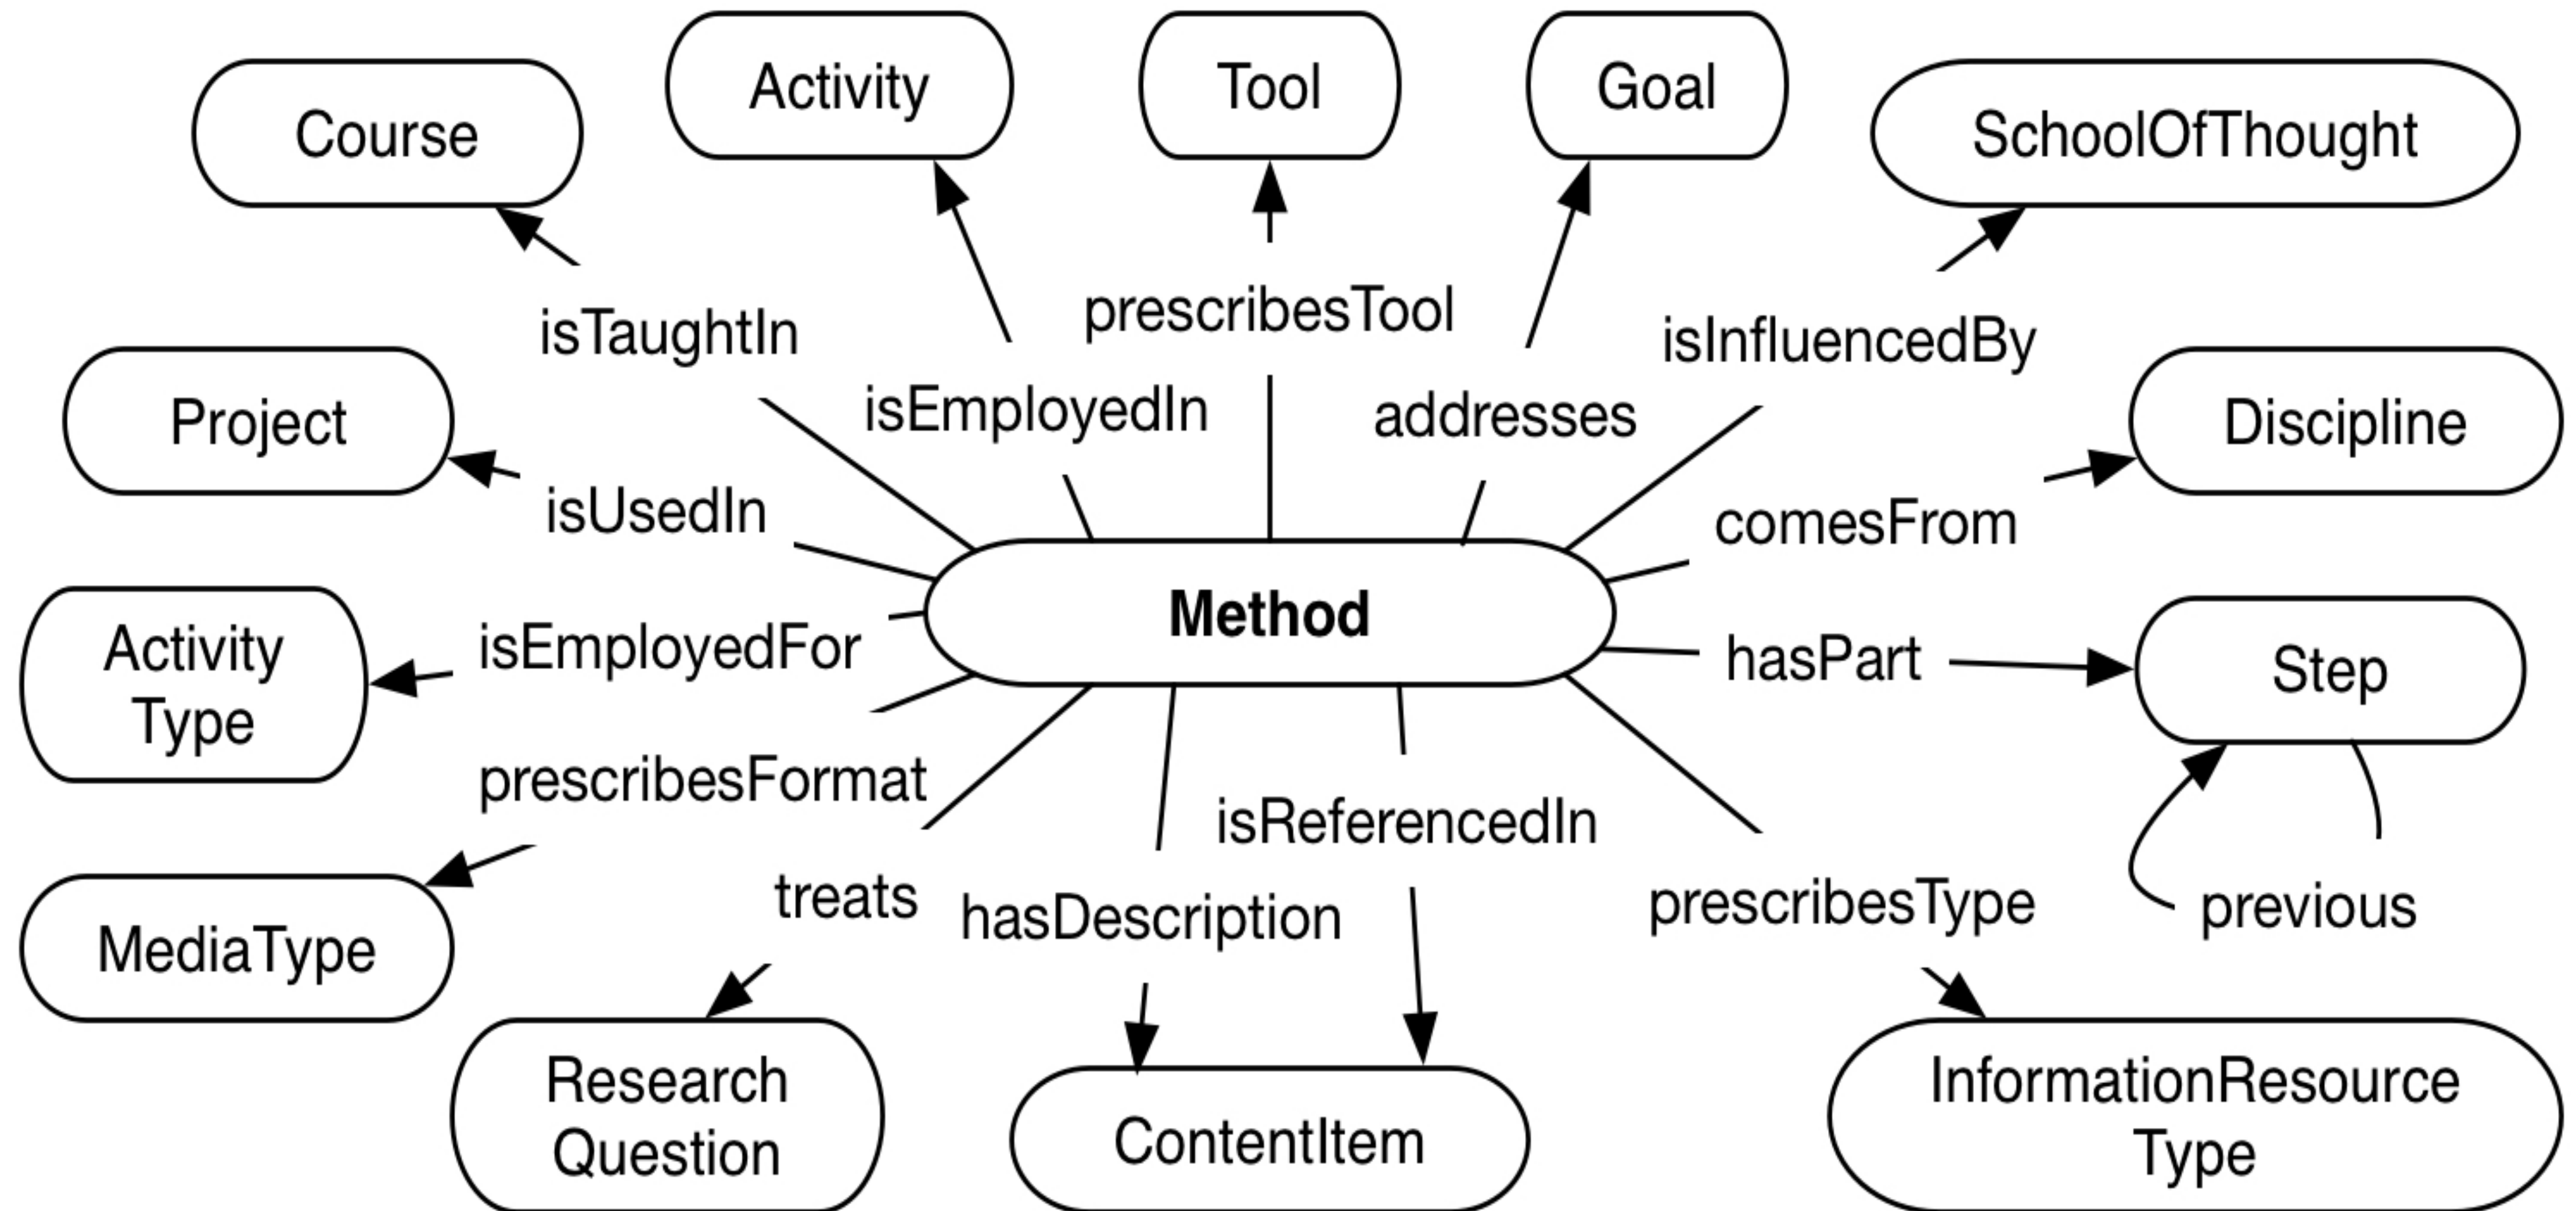 Activity
Tool
Goal
Course
SchoolOfThought
prescribesTool
isTaughtIn
isInfluencedBy
isEmployedIn
addresses
Project
Discipline
isUsedIn
comesFrom
Method
isEmployedFor
hasPart
Activity
Type
Step
prescribesFormat
isReferencedIn
treats
hasDescription
prescribesType
previous
MediaType
Research
Question
ContentItem
InformationResource
Type